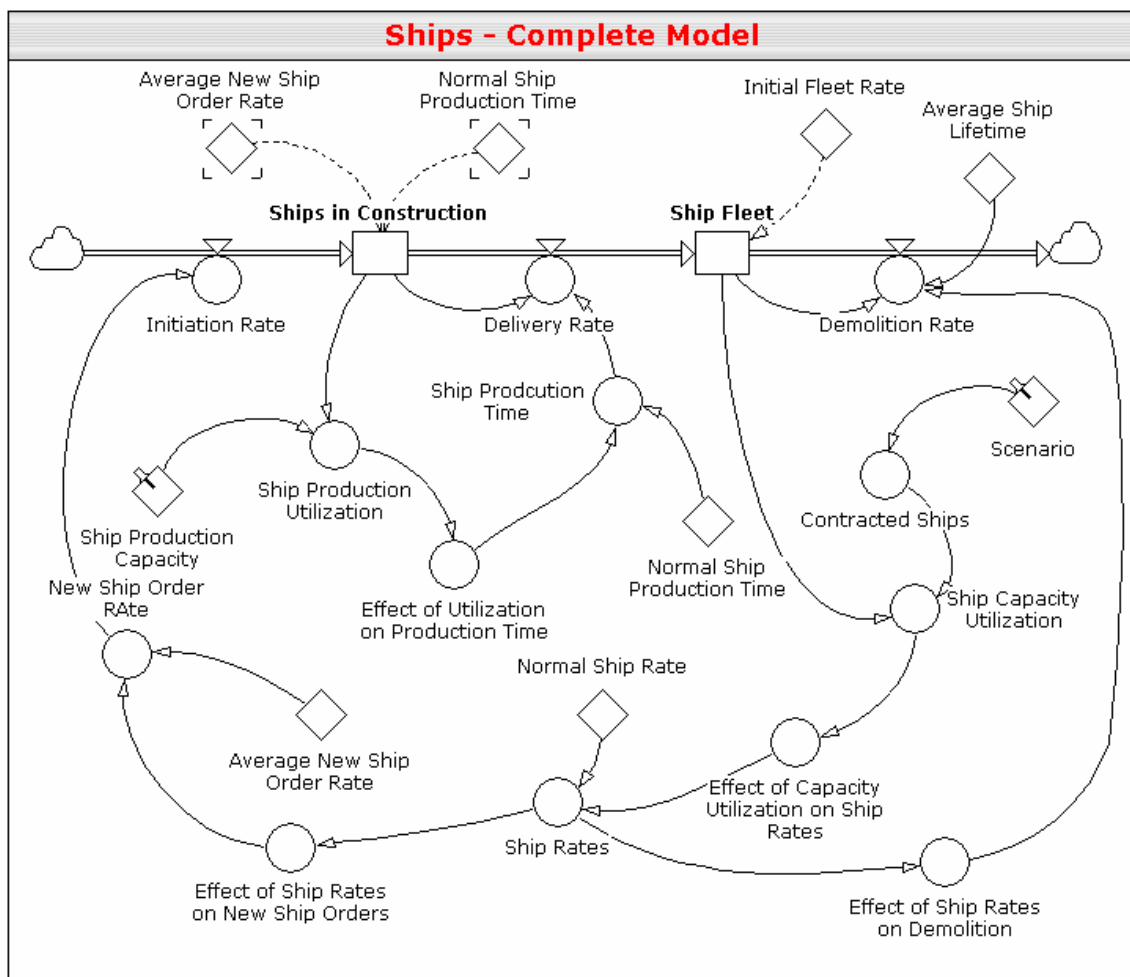 Ships - Complete Model
Average New Ship
Order Rate
Normal Ship
Production Time
Initial Fleet Rate
Average Ship
Lifetime
Ships in Construction
Ship Fleet
Initiation Rate
Delivery Rate
Demolition Rate
Ship Prodcution
Time
Scenario
Ship Production
Utilization
Contracted Ships
Ship Production
Capacity
Normal Ship
Production Time
New Ship Order
RAte
Effect of Utilization
on Production Time
Ship Capacity
Utilization
Normal Ship Rate
Average New Ship
Order Rate
Effect of Capacity
Utilization on Ship
Rates
Ship Rates
Effect of Ship Rates
on New Ship Orders
Effect of Ship Rates
on Demolition